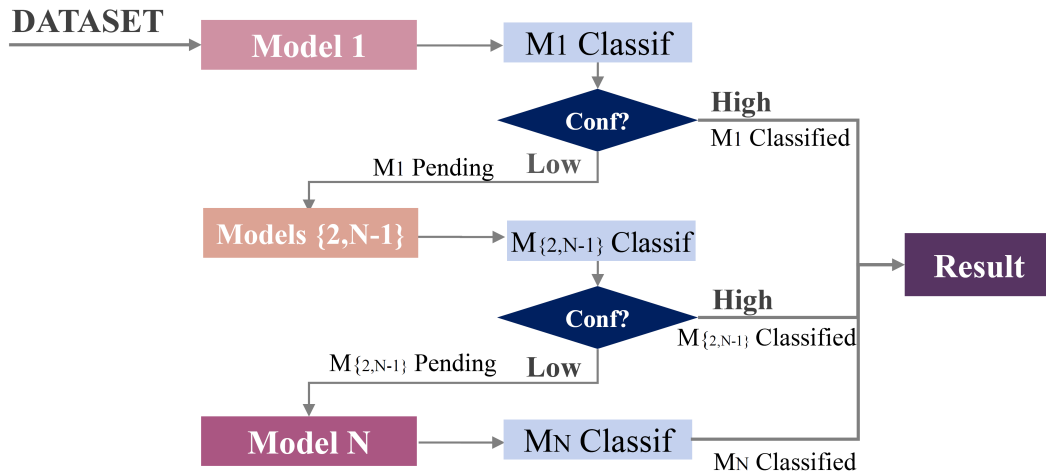 DATASET
Model 1
M1 Classif
Conf?
High
M1 Classified
Low
M1 Pending
Models {2,N-1}
M{2,N-1} Classif
Conf?
High
M{2,N-1} Classified
Low
M{2,N-1} Pending
Result
Model N
MN Classif
MN Classified